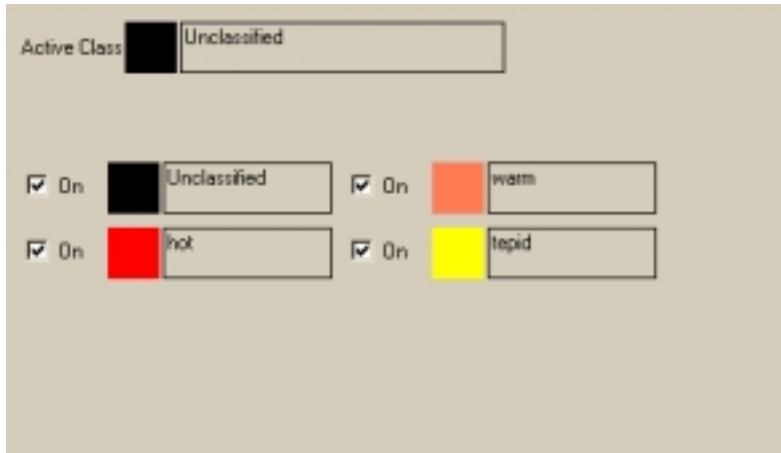 Active Class Unclassified
On Unclassified On warm
On hot On tepid